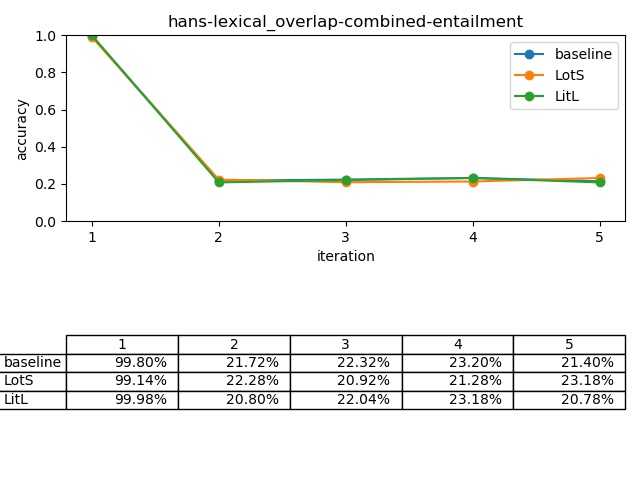 hans-lexical_overlap-combined-entailment
accuracy
1.0
0.8
0.6
0.4
0.2
0.0
baseline
LotS
LitL
1 2 3 4 5
iteration
1 2 3 4 5
baseline 99.80% 21.72% 22.32% 23.20% 21.40%
LotS 99.14% 22.28% 20.92% 21.28% 23.18%
LitL 99.98% 20.80% 22.04% 23.18% 20.78%